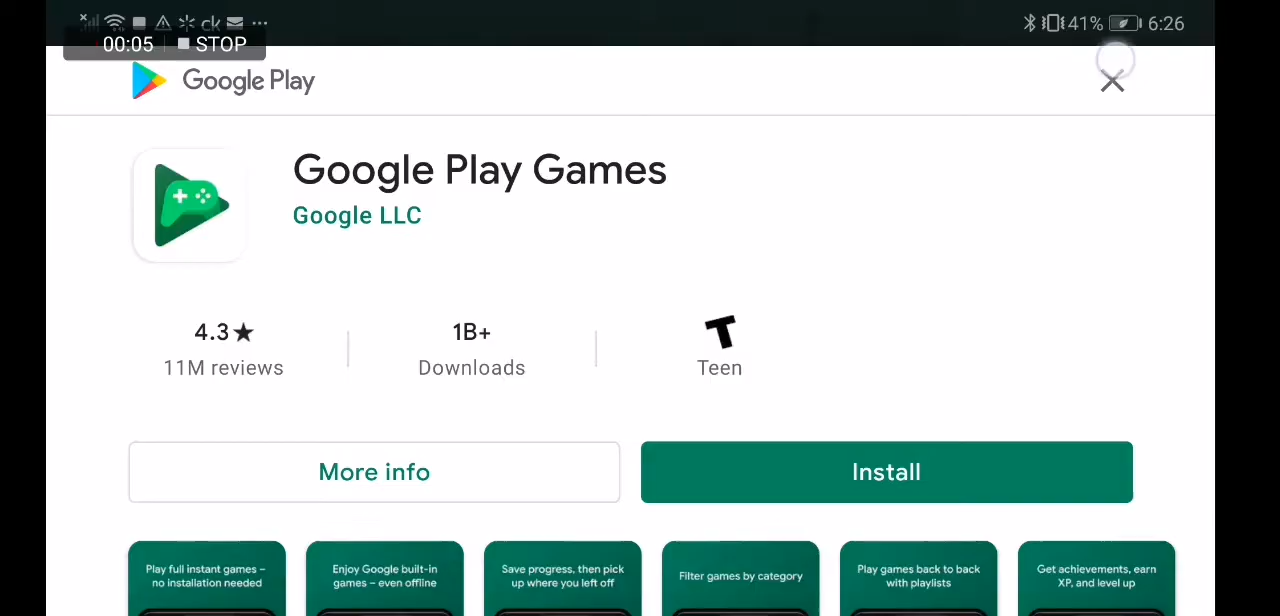 ck ... 41% 6:26
00:05 STOP
Google Play
Google Play Games
Google LLC
4.3★ 1B+ T
11M reviews Downloads Teen
More info Install
Play full instant games –
no installation needed
Enjoy Google built-in
games – even offline
Save progress, then pick
up where you left off
Filter games by category
Play games back to back
with playlists
Get achievements, earn
XP, and level up